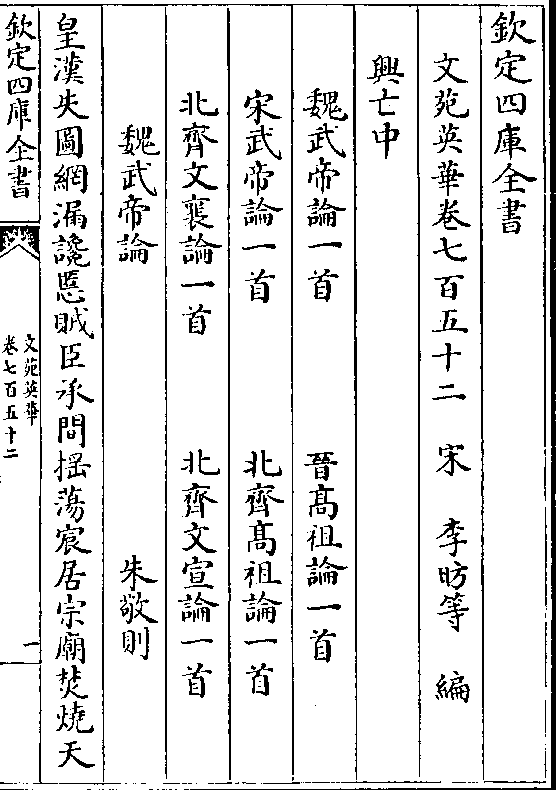 欽定四庫全書
文苑英華卷七百五十二　宋　李昉等　編
興亡中
魏武帝論一首　晉髙祖論一首
宋武帝論一首　北齊髙祖論一首
北齊文襄論一首　北齊文宣論一首
魏武帝論　朱敬則
皇漢失圖網漏讒慝賊臣承間揺蕩宸居宗廟焚燒天
欽定四庫全書
文苑英華
卷七百五十二
一